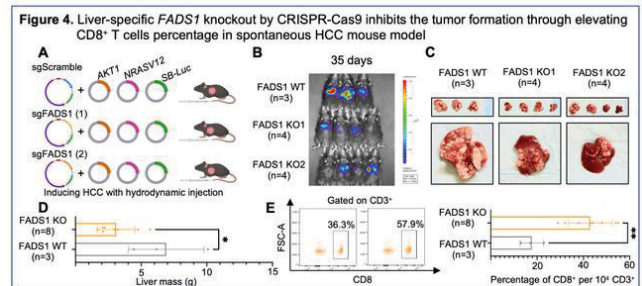 Figure 4. Liver-specific FADS1 knockout by CRISPR-Cas9 inhibits the tumor formation through elevating
CD8⁺ T cells percentage in spontaneous HCC mouse model
A
sgScramble
AKT1
NRASV12
SB-Luc
+
sgFADS1 (1)
+
sgFADS1 (2)
+
Inducing HCC with hydrodynamic injection
B
35 days
FADS1 WT
(n=3)
FADS1 KO1
(n=4)
FADS1 KO2
(n=4)
C
FADS1 WT
(n=3)
FADS1 KO1
(n=4)
FADS1 KO2
(n=4)
D
FADS1 KO
(n=8)
FADS1 WT
(n=3)
*
0 5 10 15
Liver mass (g)
E
Gated on CD3⁺
36.3%
57.9%
FSC-A
CD8
FADS1 KO
(n=8)
FADS1 WT
(n=3)
**
0 20 40 60
Percentage of CD8⁺ per 10⁶ CD3⁺